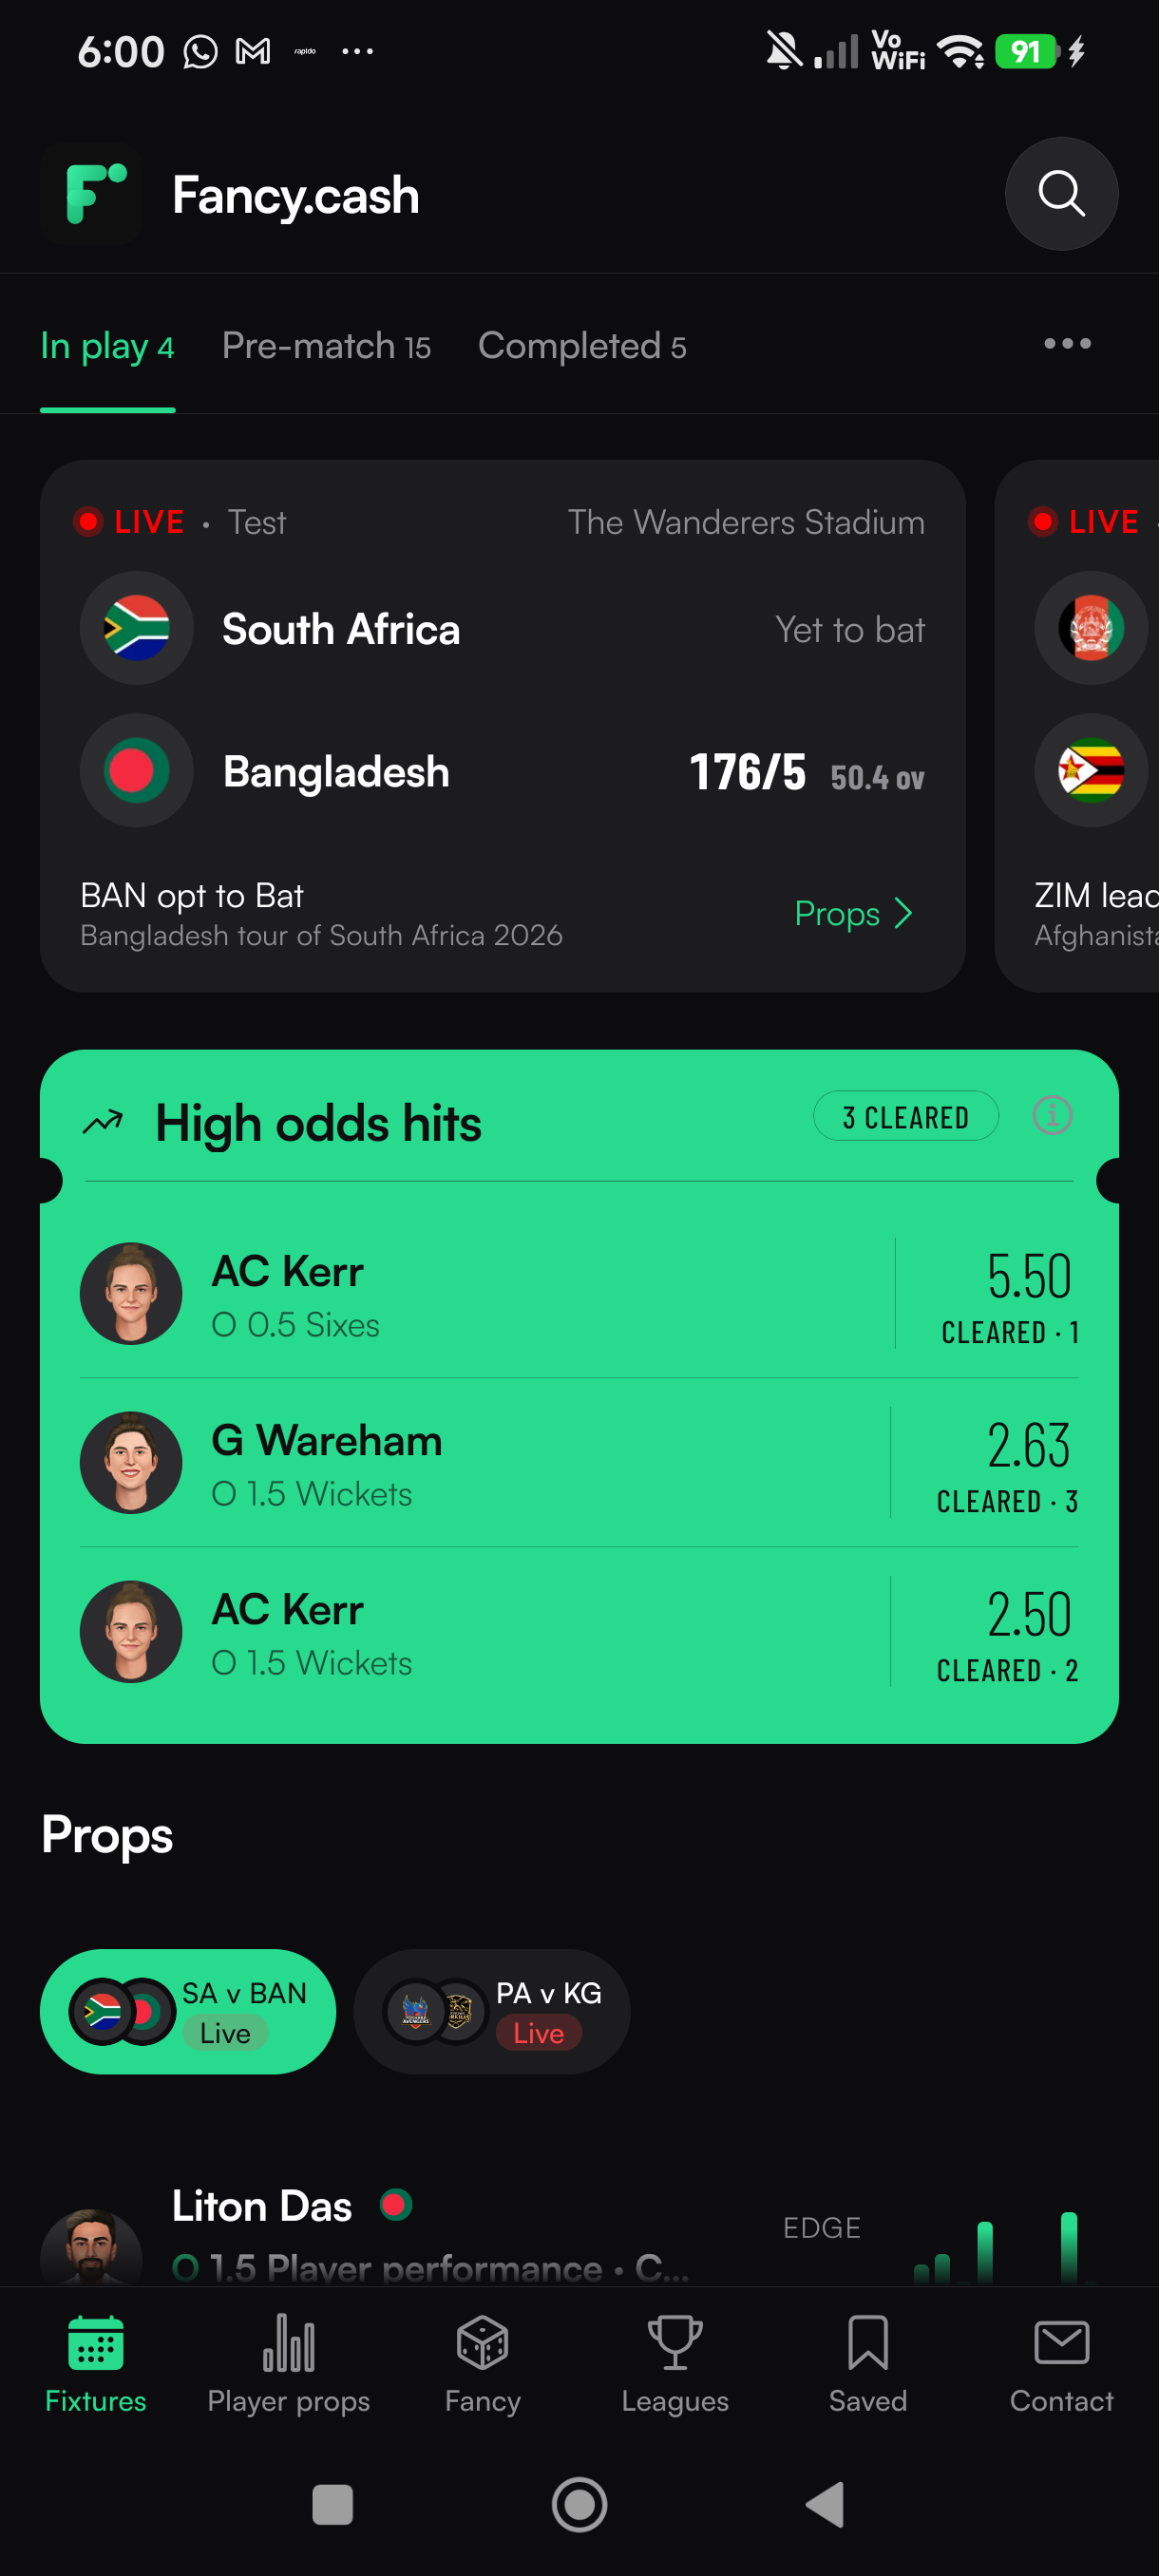 6:00 rapido ... Vo WiFi 91
Fancy.cash
In play 4 Pre-match 15 Completed 5
LIVE · Test The Wanderers Stadium
LIVE
South Africa Yet to bat
Bangladesh 176/5 50.4 ov
BAN opt to Bat
Bangladesh tour of South Africa 2026
Props
ZIM lead
Afghanista
High odds hits 3 CLEARED
AC Kerr 5.50
O 0.5 Sixes CLEARED · 1
G Wareham 2.63
O 1.5 Wickets CLEARED · 3
AC Kerr 2.50
O 1.5 Wickets CLEARED · 2
Props
SA v BAN
Live
PA v KG
Live
Liton Das
EDGE
O 1.5 Player performance · C...
Fixtures Player props Fancy Leagues Saved Contact